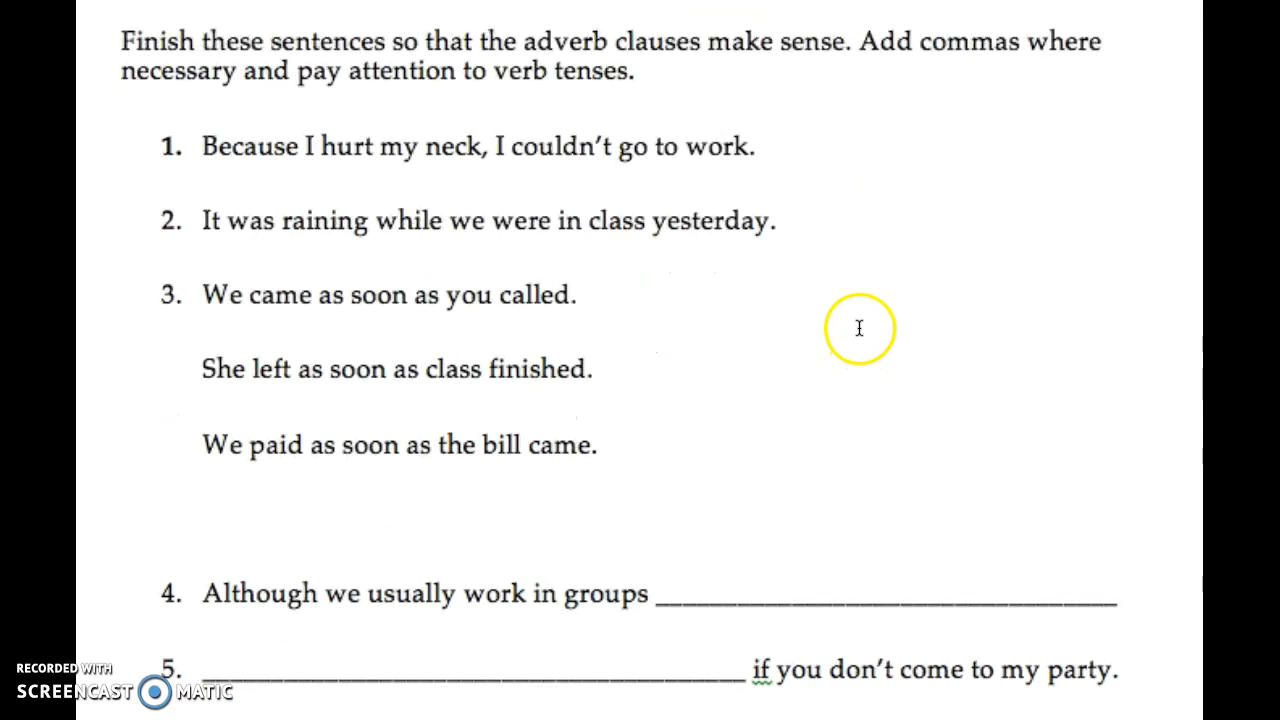 Finish these sentences so that the adverb clauses make sense. Add commas where
necessary and pay attention to verb tenses.
1. Because I hurt my neck, I couldn't go to work.
2. It was raining while we were in class yesterday.
3. We came as soon as you called.
She left as soon as class finished.
We paid as soon as the bill came.
4. Although we usually work in groups ___________________________________
5. _________________________________________ if you don't come to my party.
RECORDED WITH
SCREENCAST MATIC